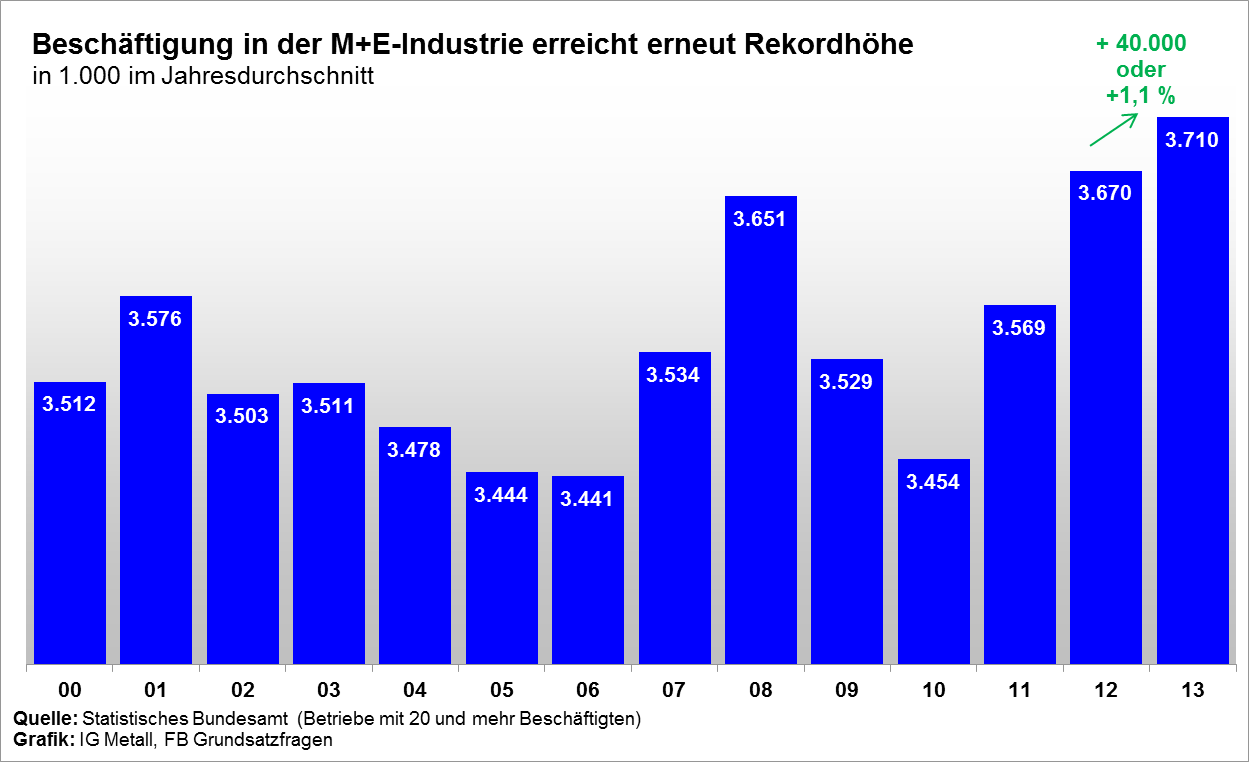 Beschäftigung in der M+E-Industrie erreicht erneut Rekordhöhe
in 1.000 im Jahresdurchschnitt
+ 40.000
oder
+1,1 %
3.512
3.576
3.503
3.511
3.478
3.444
3.441
3.534
3.651
3.529
3.454
3.569
3.670
3.710
00 01 02 03 04 05 06 07 08 09 10 11 12 13
Quelle: Statistisches Bundesamt (Betriebe mit 20 und mehr Beschäftigten)
Grafik: IG Metall, FB Grundsatzfragen